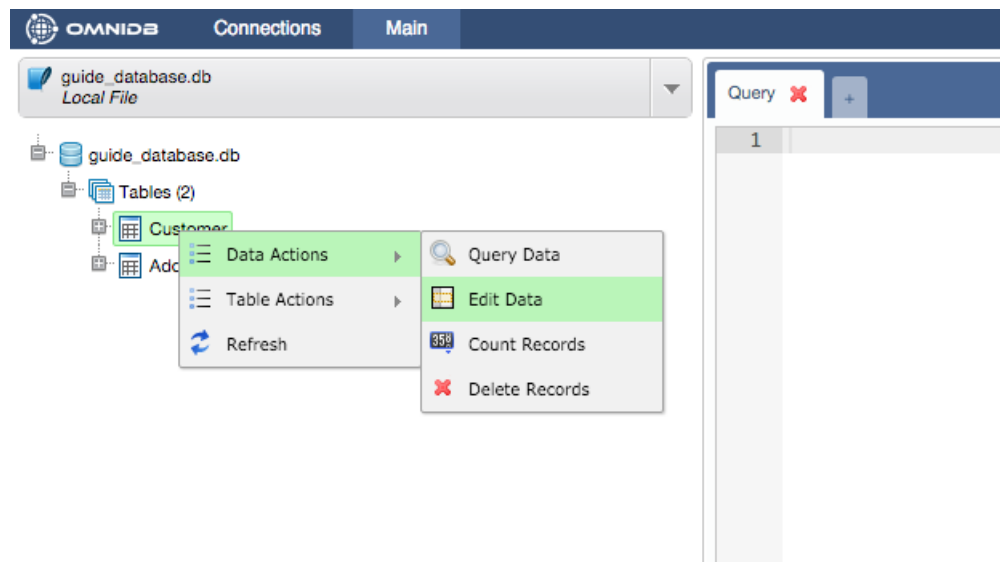 OMNIDB Connections Main
guide_database.db
Local File
Query +
1
guide_database.db
Tables (2)
Customer
Data Actions
Table Actions
Refresh
Query Data
Edit Data
Count Records
Delete Records